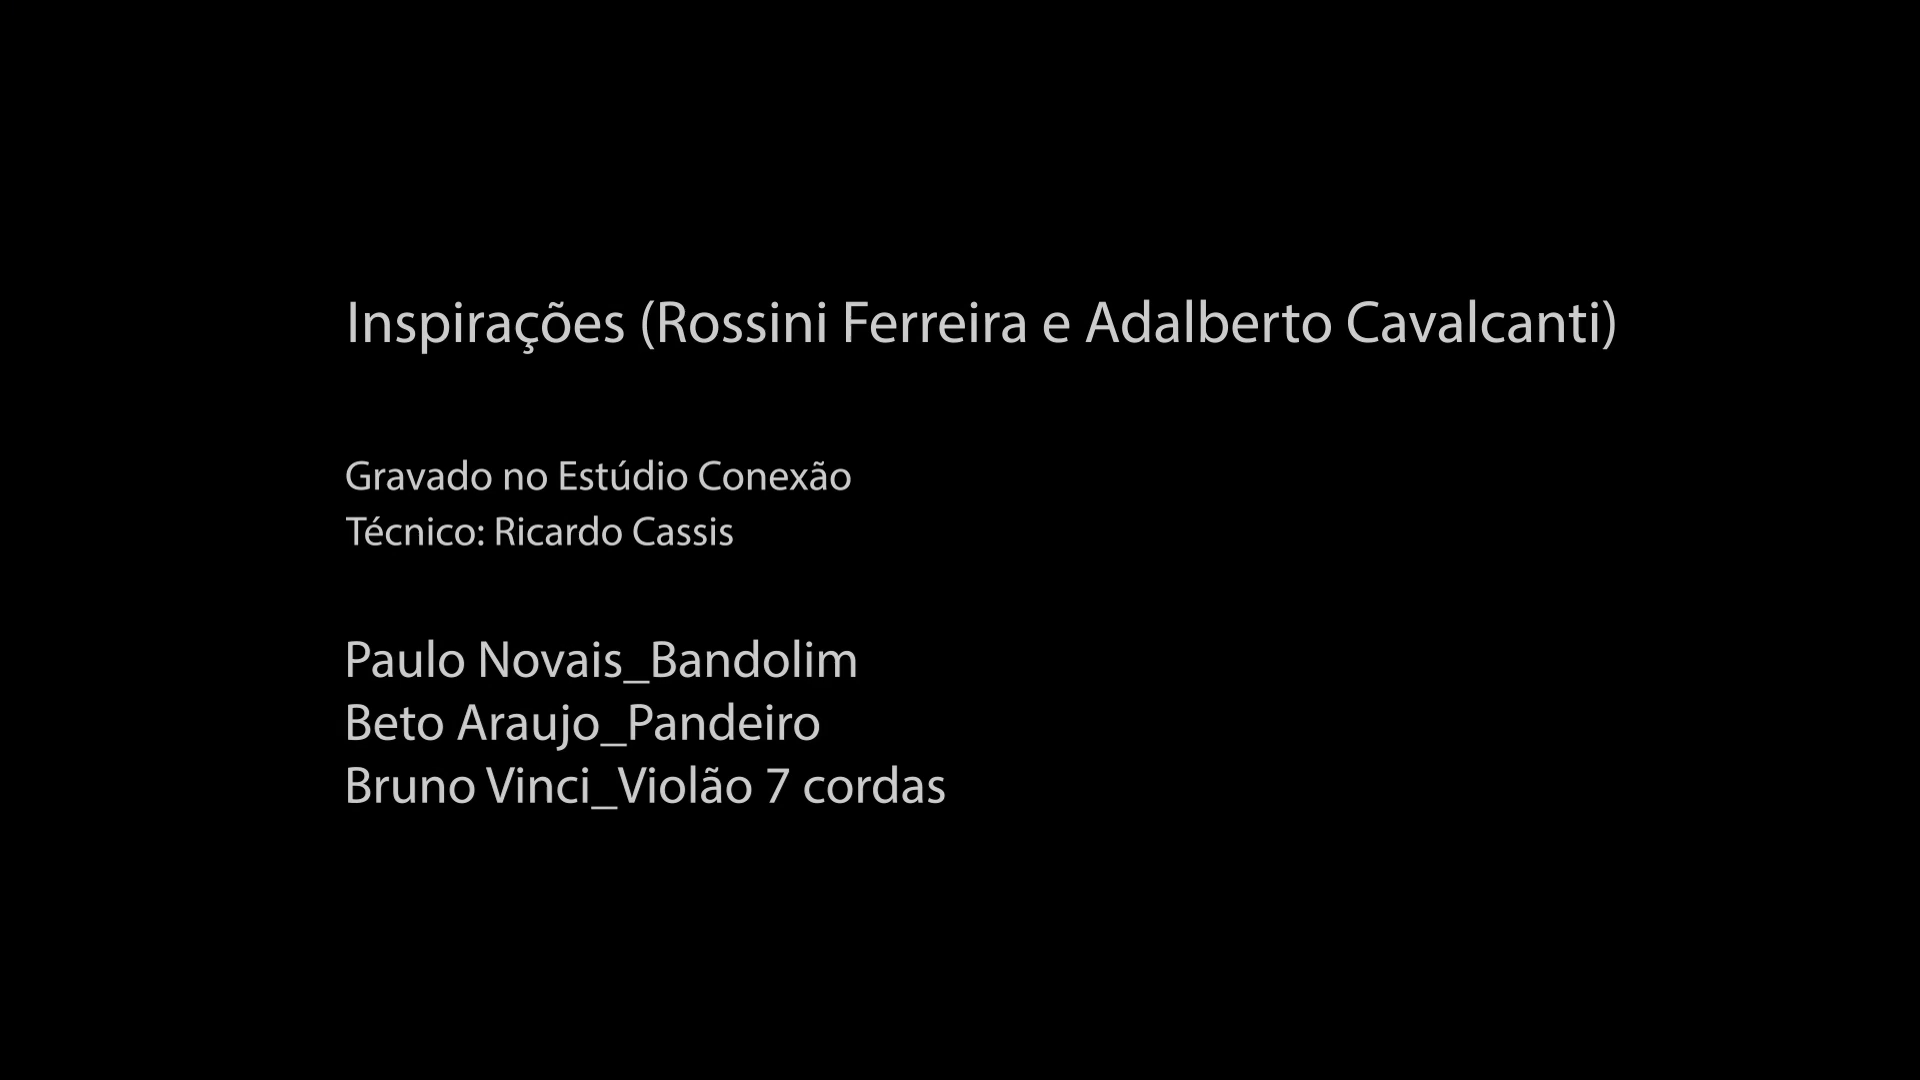 Inspirações (Rossini Ferreira e Adalberto Cavalcanti)
Gravado no Estúdio Conexão
Técnico: Ricardo Cassis
Paulo Novais_Bandolim
Beto Araujo_Pandeiro
Bruno Vinci_Violão 7 cordas